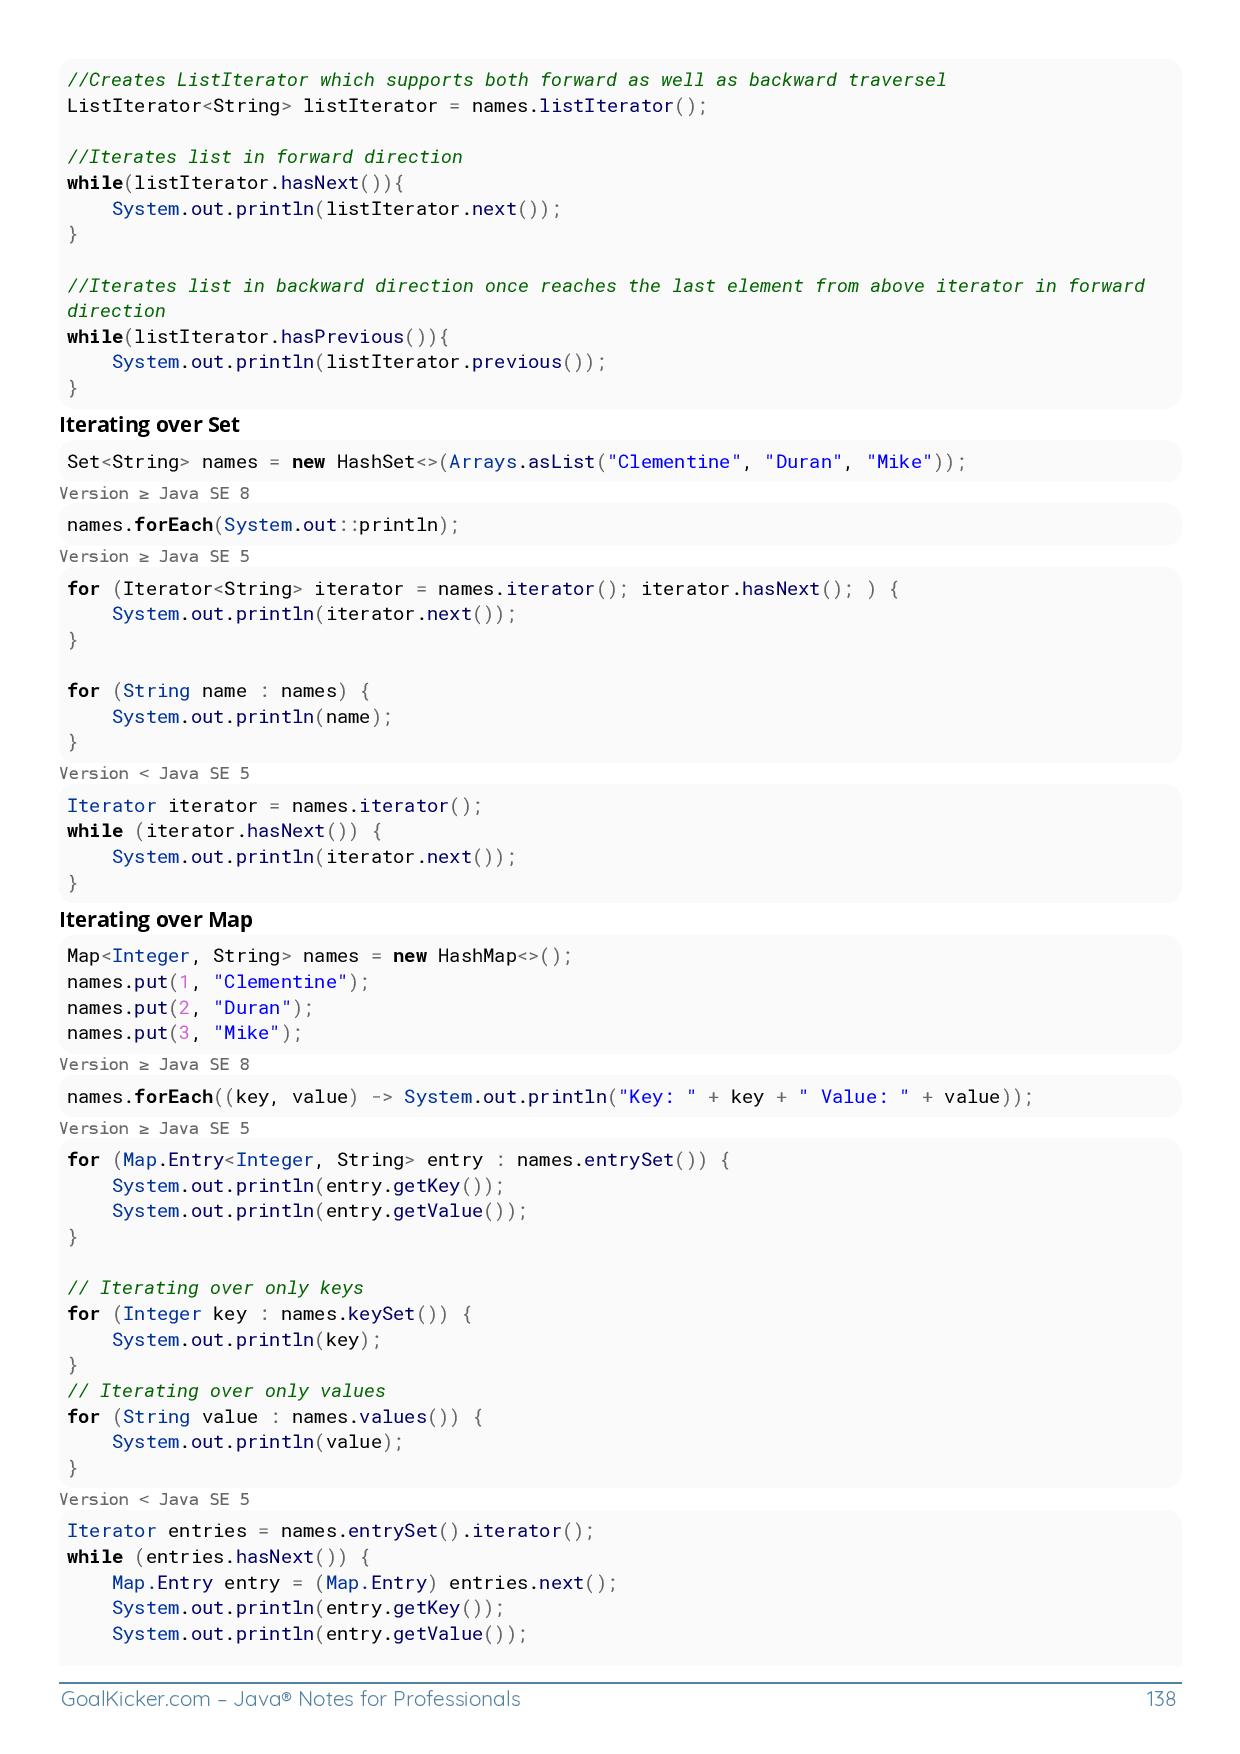 //Creates ListIterator which supports both forward as well as backward traversel
ListIterator<String> listIterator = names.listIterator();

//Iterates list in forward direction
while(listIterator.hasNext()){
    System.out.println(listIterator.next());
}

//Iterates list in backward direction once reaches the last element from above iterator in forward
direction
while(listIterator.hasPrevious()){
    System.out.println(listIterator.previous());
}
Iterating over Set
Set<String> names = new HashSet<>(Arrays.asList("Clementine", "Duran", "Mike"));
Version ≥ Java SE 8
names.forEach(System.out::println);
Version ≥ Java SE 5
for (Iterator<String> iterator = names.iterator(); iterator.hasNext(); ) {
    System.out.println(iterator.next());
}

for (String name : names) {
    System.out.println(name);
}
Version < Java SE 5
Iterator iterator = names.iterator();
while (iterator.hasNext()) {
    System.out.println(iterator.next());
}
Iterating over Map
Map<Integer, String> names = new HashMap<>();
names.put(1, "Clementine");
names.put(2, "Duran");
names.put(3, "Mike");
Version ≥ Java SE 8
names.forEach((key, value) -> System.out.println("Key: " + key + " Value: " + value));
Version ≥ Java SE 5
for (Map.Entry<Integer, String> entry : names.entrySet()) {
    System.out.println(entry.getKey());
    System.out.println(entry.getValue());
}

// Iterating over only keys
for (Integer key : names.keySet()) {
    System.out.println(key);
}
// Iterating over only values
for (String value : names.values()) {
    System.out.println(value);
}
Version < Java SE 5
Iterator entries = names.entrySet().iterator();
while (entries.hasNext()) {
    Map.Entry entry = (Map.Entry) entries.next();
    System.out.println(entry.getKey());
    System.out.println(entry.getValue());
GoalKicker.com – Java® Notes for Professionals 138